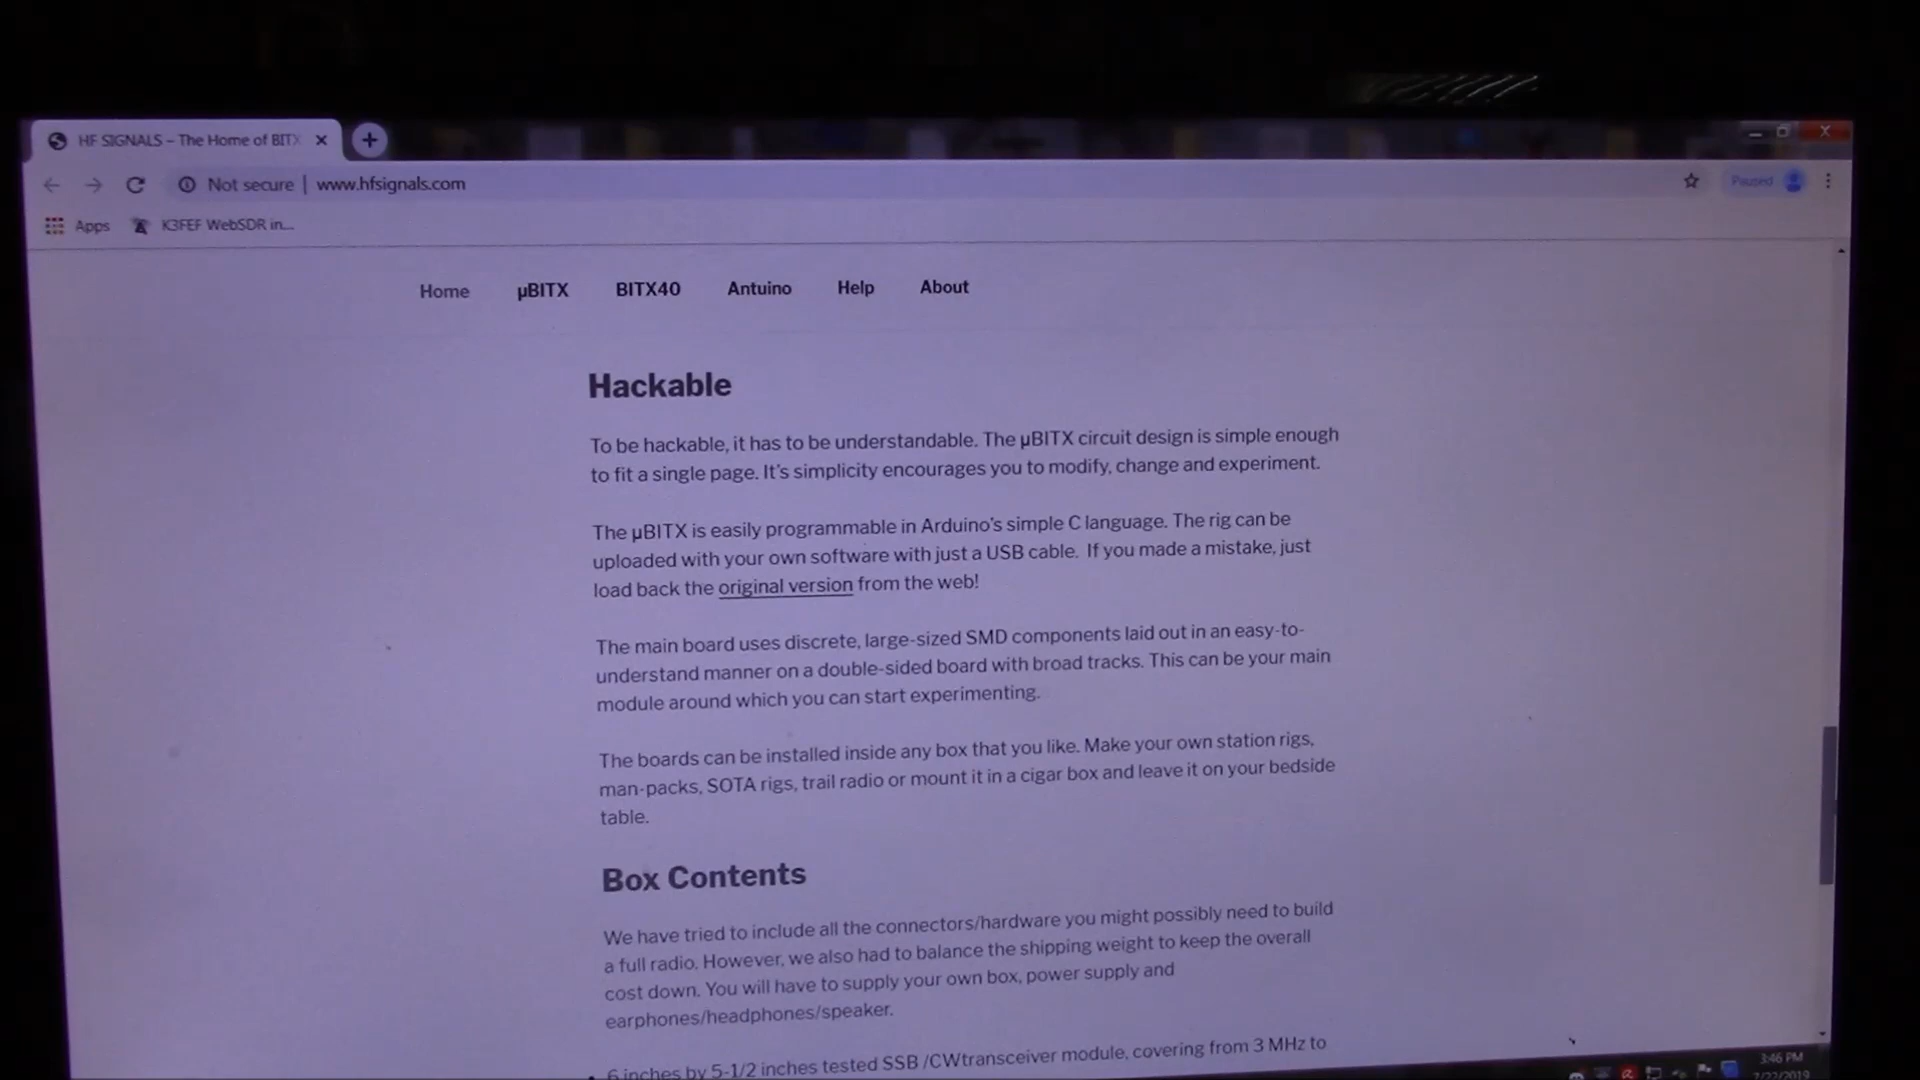 HF SIGNALS – The Home of BITX
Not secure | www.hfsignals.com
Paused
Apps K3FEF WebSDR in...
Home µBITX BITX40 Antuino Help About
Hackable
To be hackable, it has to be understandable. The µBITX circuit design is simple enough
to fit a single page. It's simplicity encourages you to modify, change and experiment.
The µBITX is easily programmable in Arduino's simple C language. The rig can be
uploaded with your own software with just a USB cable. If you made a mistake, just
load back the original version from the web!
The main board uses discrete, large-sized SMD components laid out in an easy-to-
understand manner on a double-sided board with broad tracks. This can be your main
module around which you can start experimenting.
The boards can be installed inside any box that you like. Make your own station rigs,
man-packs, SOTA rigs, trail radio or mount it in a cigar box and leave it on your bedside
table.
Box Contents
We have tried to include all the connectors/hardware you might possibly need to build
a full radio. However, we also had to balance the shipping weight to keep the overall
cost down. You will have to supply your own box, power supply and
earphones/headphones/speaker.
6 inches by 5-1/2 inches tested SSB /CWtransceiver module, covering from 3 MHz to
3:46 PM
7/22/2019